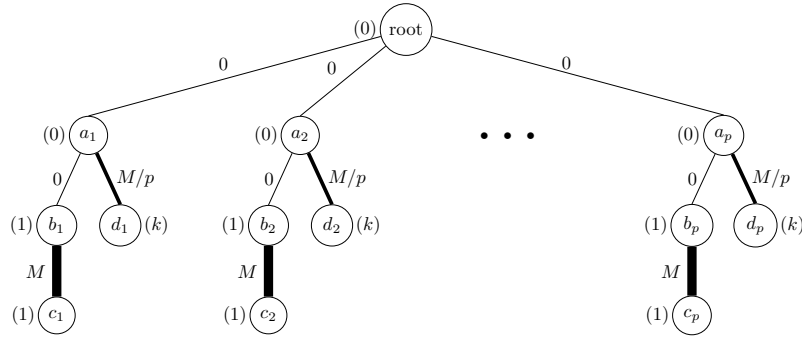 (0) root
0 0 0
(0) a₁ (0) a₂ • • • (0) aₚ
0 M/p 0 M/p 0 M/p
(1) b₁ d₁ (k) (1) b₂ d₂ (k) (1) bₚ dₚ (k)
M M M
(1) c₁ (1) c₂ (1) cₚ